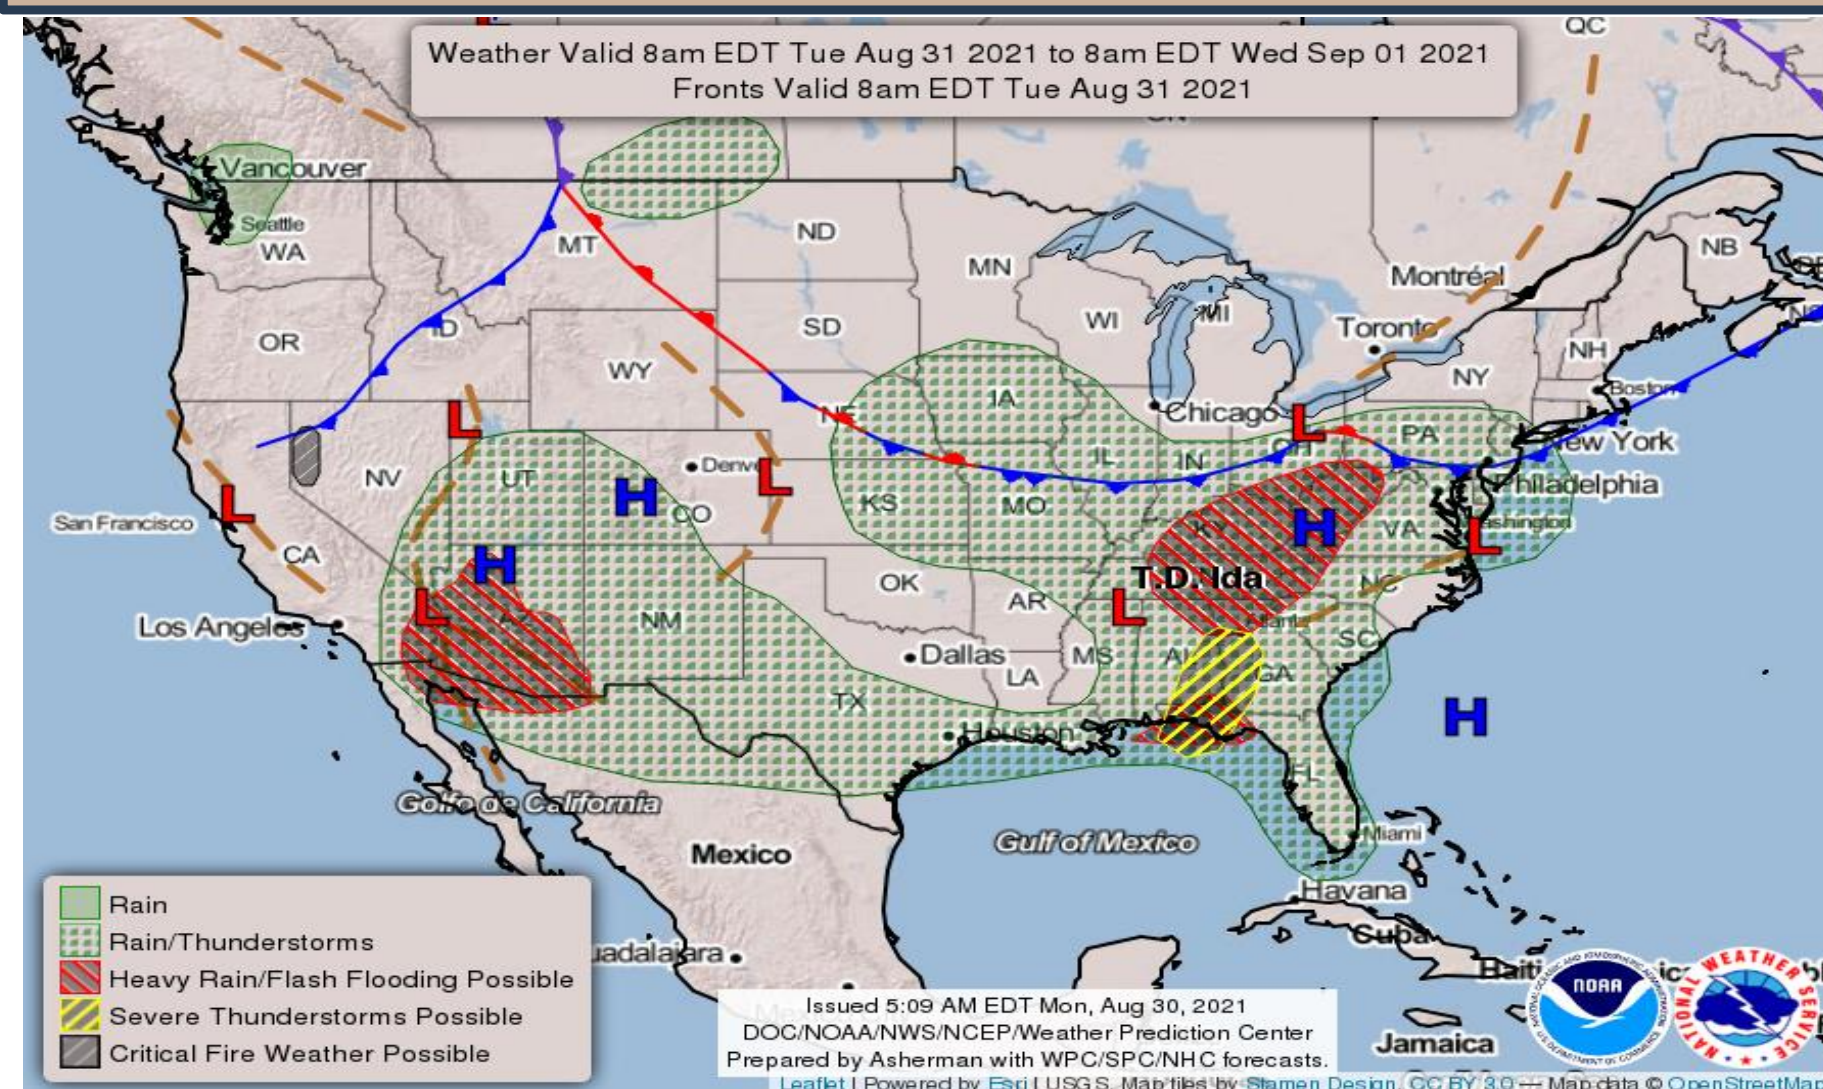 Weather Valid 8am EDT Tue Aug 31 2021 to 8am EDT Wed Sep 01 2021
Fronts Valid 8am EDT Tue Aug 31 2021
QC
L
Vancouver
Seattle
WA
MT
ND
MN
NB
Montréal
OR
ID
SD
WI
MI
Toronto
NH
WY
NY
Boston
NE
IA
Chicago
L
OH
PA
New York
L
NV
UT
H
CO
Denver
L
KS
MO
IL
IN
Philadelphia
San Francisco
L
CA
H
KY
H
VA
Washington
L
T.D. Ida
OK
AR
L
NC
Los Angeles
L
AZ
NM
Atlanta
SC
Dallas
MS
AL
GA
LA
TX
Houston
H
FL
Golfo de California
Miami
Gulf of Mexico
Mexico
Havana
Cuba
Haiti
uadalajara
Jamaica
Rain
Rain/Thunderstorms
Heavy Rain/Flash Flooding Possible
Severe Thunderstorms Possible
Critical Fire Weather Possible
Issued 5:09 AM EDT Mon, Aug 30, 2021
DOC/NOAA/NWS/NCEP/Weather Prediction Center
Prepared by Asherman with WPC/SPC/NHC forecasts.
NOAA
NATIONAL WEATHER SERVICE
Leaflet | Powered by Esri | USGS, Map tiles by Stamen Design, CC BY 3.0 — Map data © OpenStreetMap